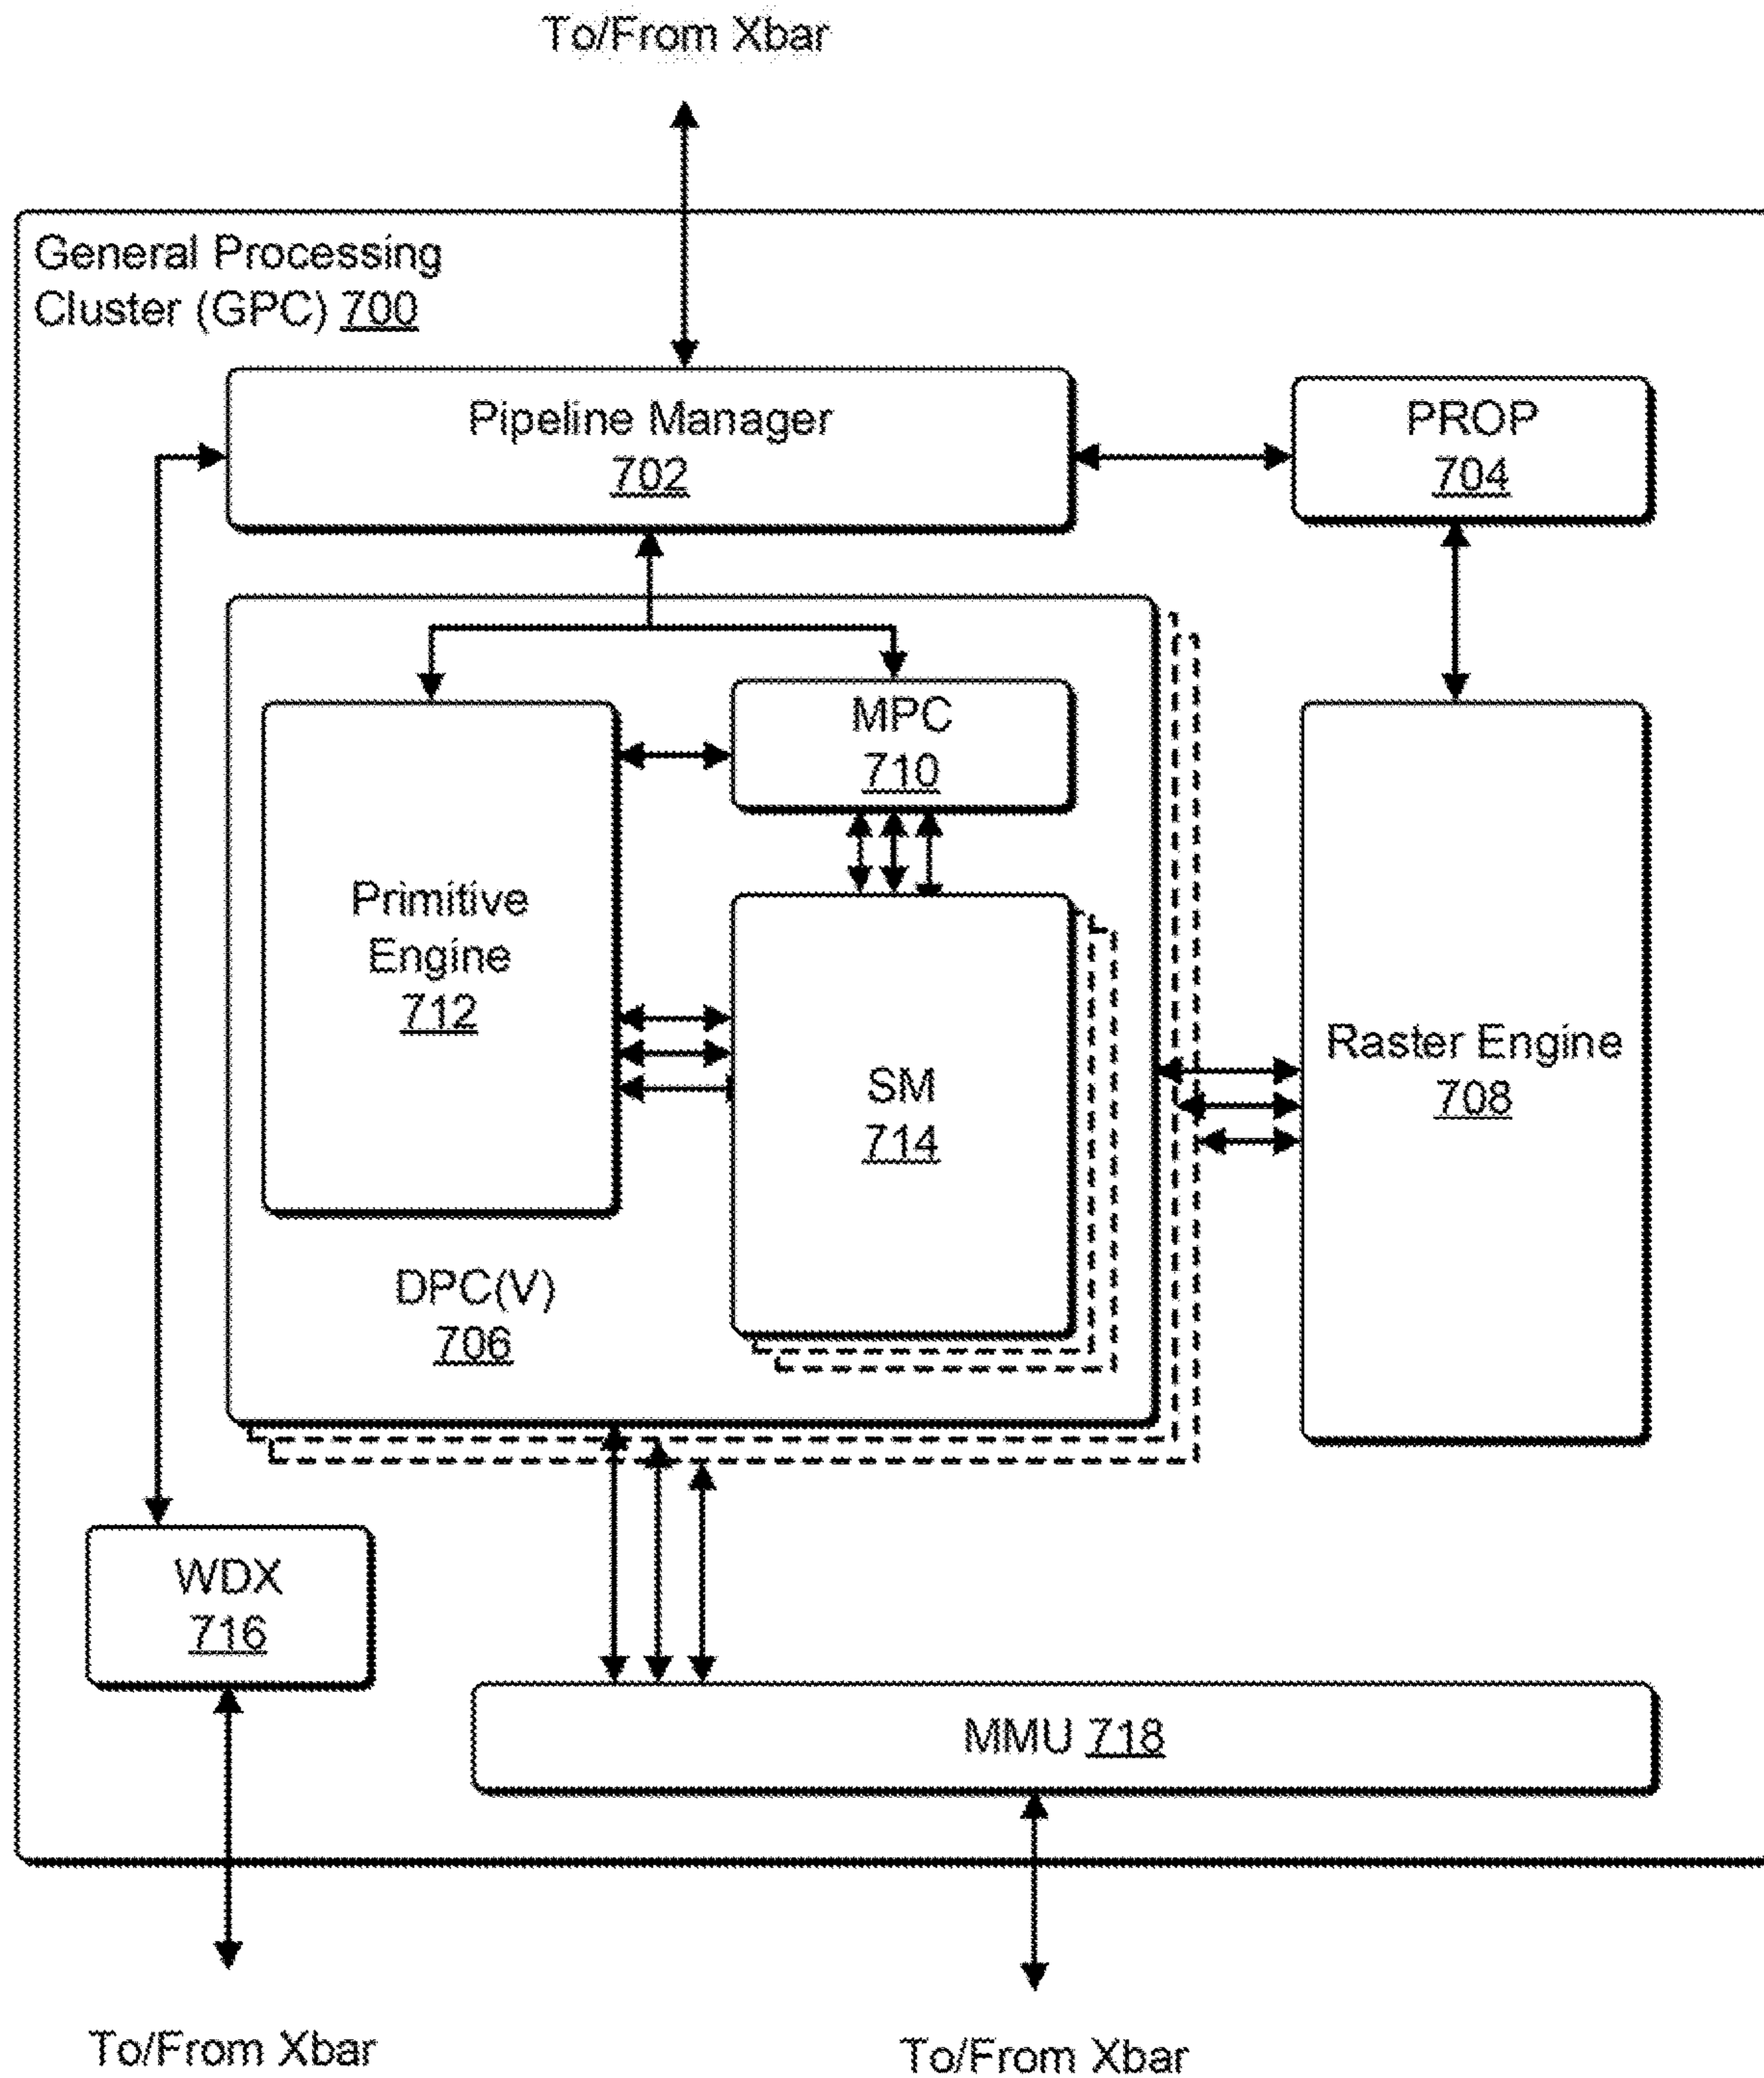 To/From Xbar
General Processing
Cluster (GPC) 700
Pipeline Manager
702
PROP
704
MPC
710
Primitive
Engine
712
SM
714
Raster Engine
708
DPC(V)
706
WDX
716
MMU 718
To/From Xbar
To/From Xbar